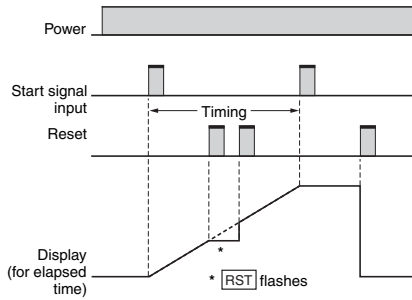 Power
Start signal
input
Timing
Reset
Display
(for elapsed
time)
*
* RST flashes